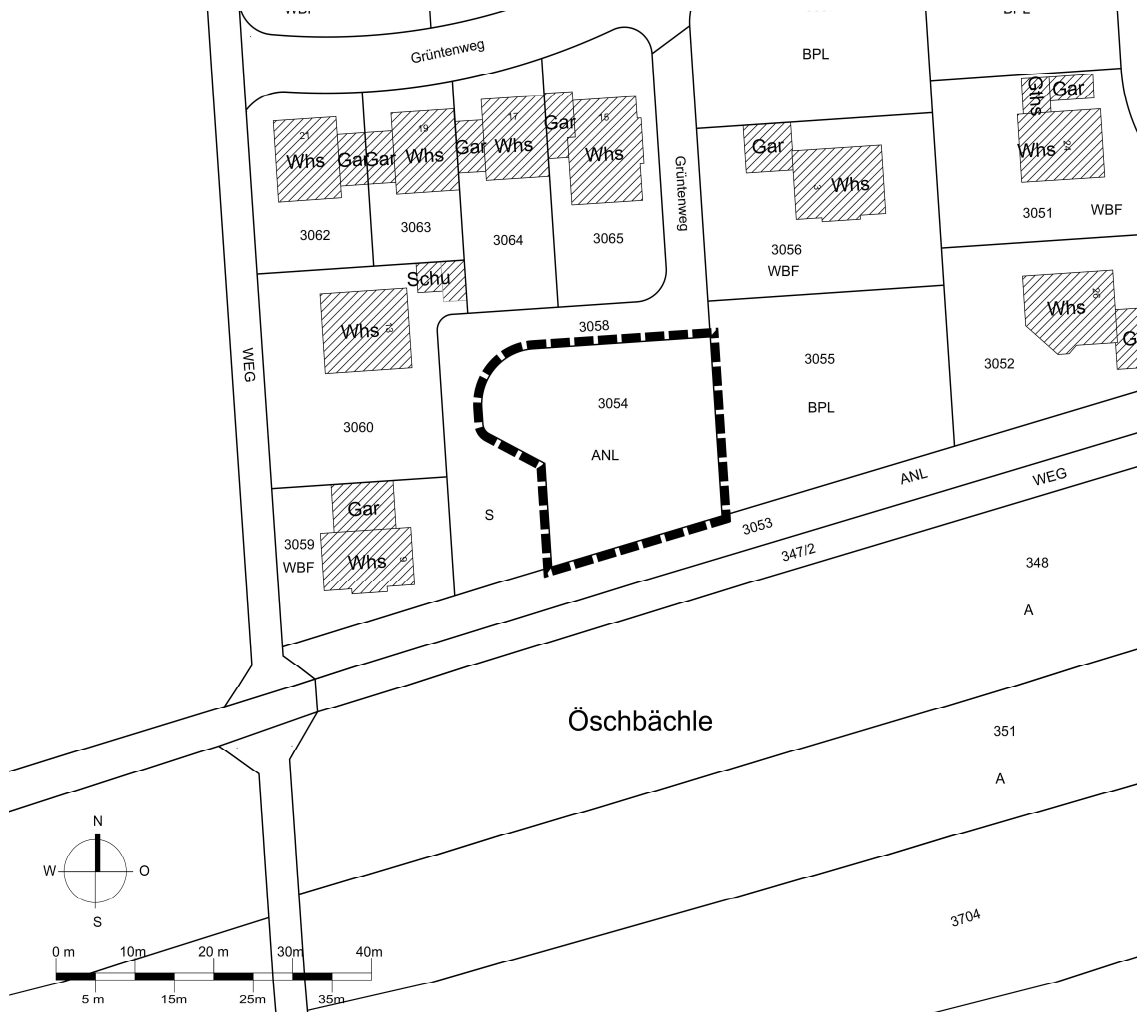 Grüntenweg
BPL
Gths
Gar
21
Whs
Gar
Gar
19
Whs
Gar
17
Whs
Gar
15
Whs
Grüntenweg
Gar
3
Whs
Whs
24
3062
3063
3064
3065
3056
WBF
3051
WBF
Schu
Whs
13
WEG
3058
3055
BPL
3052
Whs
26
G
3060
3054
ANL
S
Gar
3059
WBF
Whs
9
3053
ANL
WEG
347/2
348
A
Öschbächle
351
A
3704
N
W
O
S
0 m 10m 20 m 30m 40m
5 m 15m 25m 35m